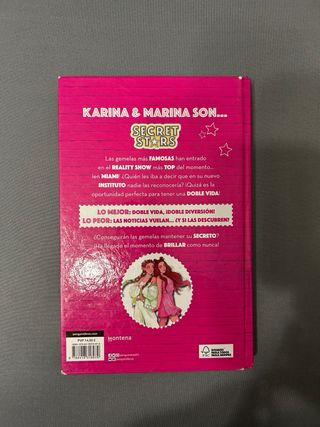 KARINA & MARINA SON...
SECRET
STARS
Las gemelas más FAMOSAS han entrado
en el REALITY SHOW más TOP del momento...
¡en MIAMI! ¿Quién les iba a decir que en su nuevo
INSTITUTO nadie las reconocería? ¡Quizá es la
oportunidad perfecta para tener una DOBLE VIDA!
LO MEJOR: DOBLE VIDA, ¡DOBLE DIVERSIÓN!
LO PEOR: LAS NOTICIAS VUELAN... ¿Y SI LAS DESCUBREN?
¿Conseguirán las gemelas mantener su SECRETO?
¡Ha llegado el momento de BRILLAR como nunca!
montena
FSC